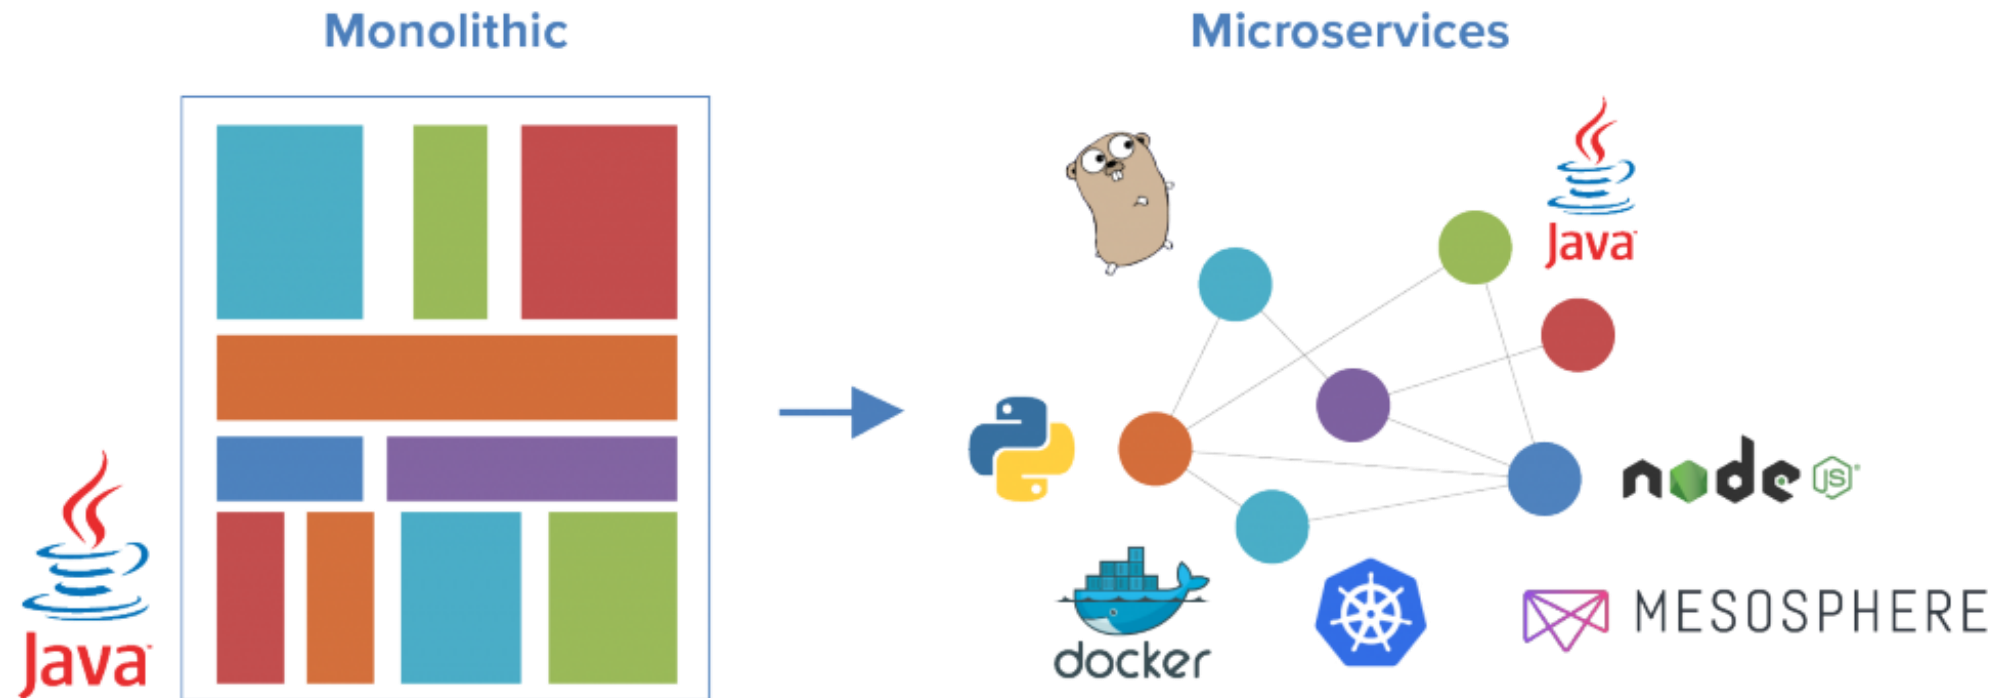 Monolithic
Microservices
Java
Java
node
JS
docker
MESOSPHERE